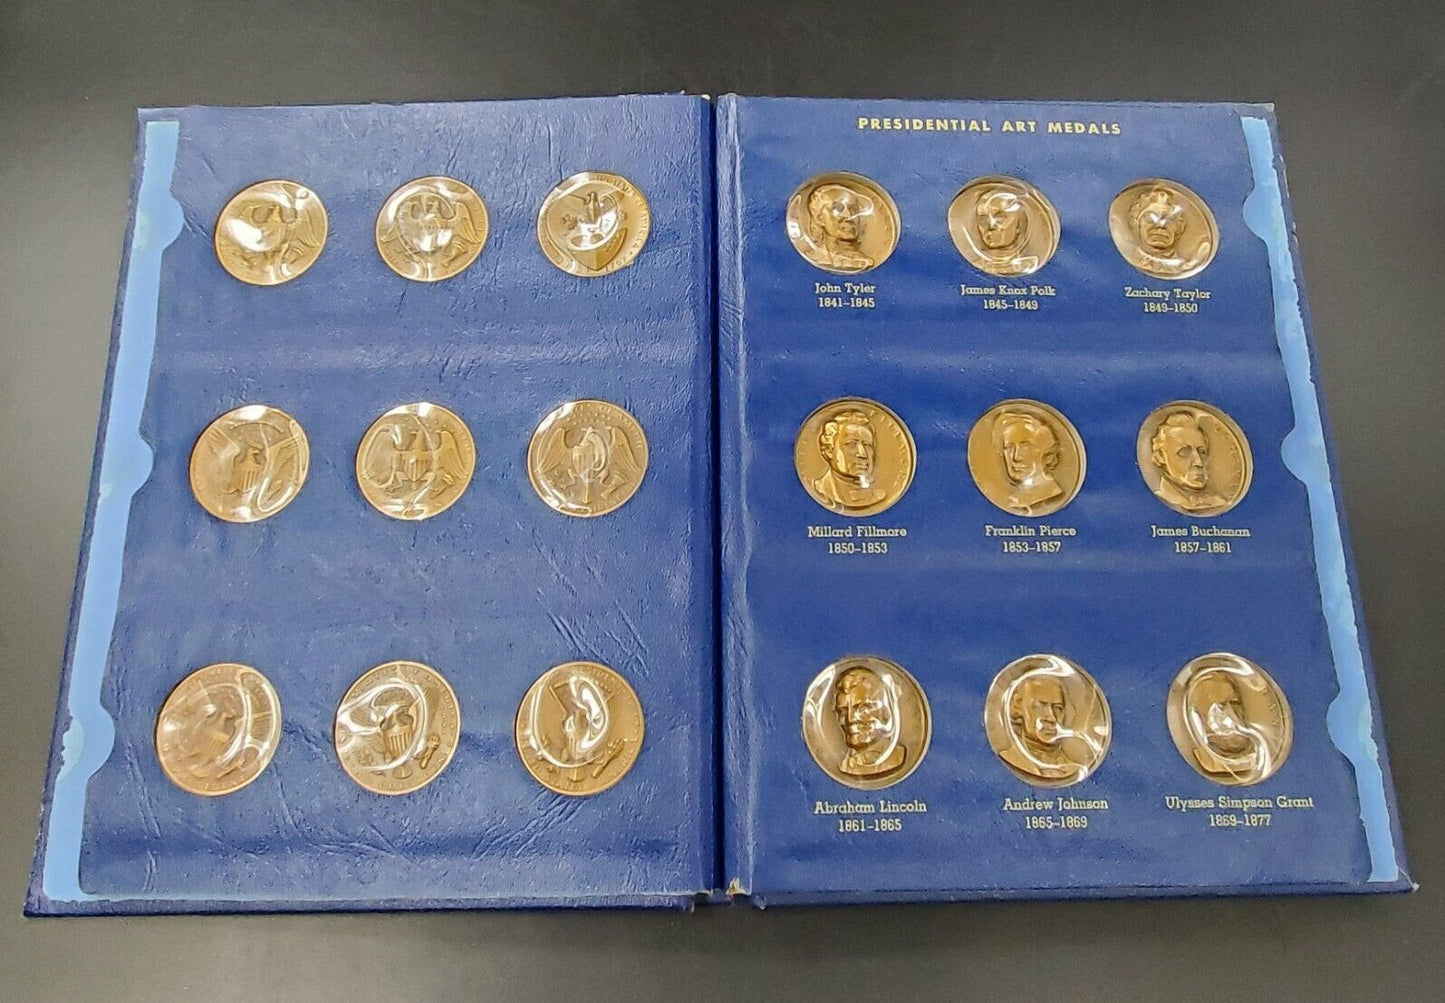 PRESIDENTIAL ART MEDALS
John Tyler
1841–1845
James Knox Polk
1845–1849
Zachary Taylor
1849–1850
Millard Fillmore
1850–1853
Franklin Pierce
1853–1857
James Buchanan
1857–1861
Abraham Lincoln
1861–1865
Andrew Johnson
1865–1869
Ulysses Simpson Grant
1869–1877